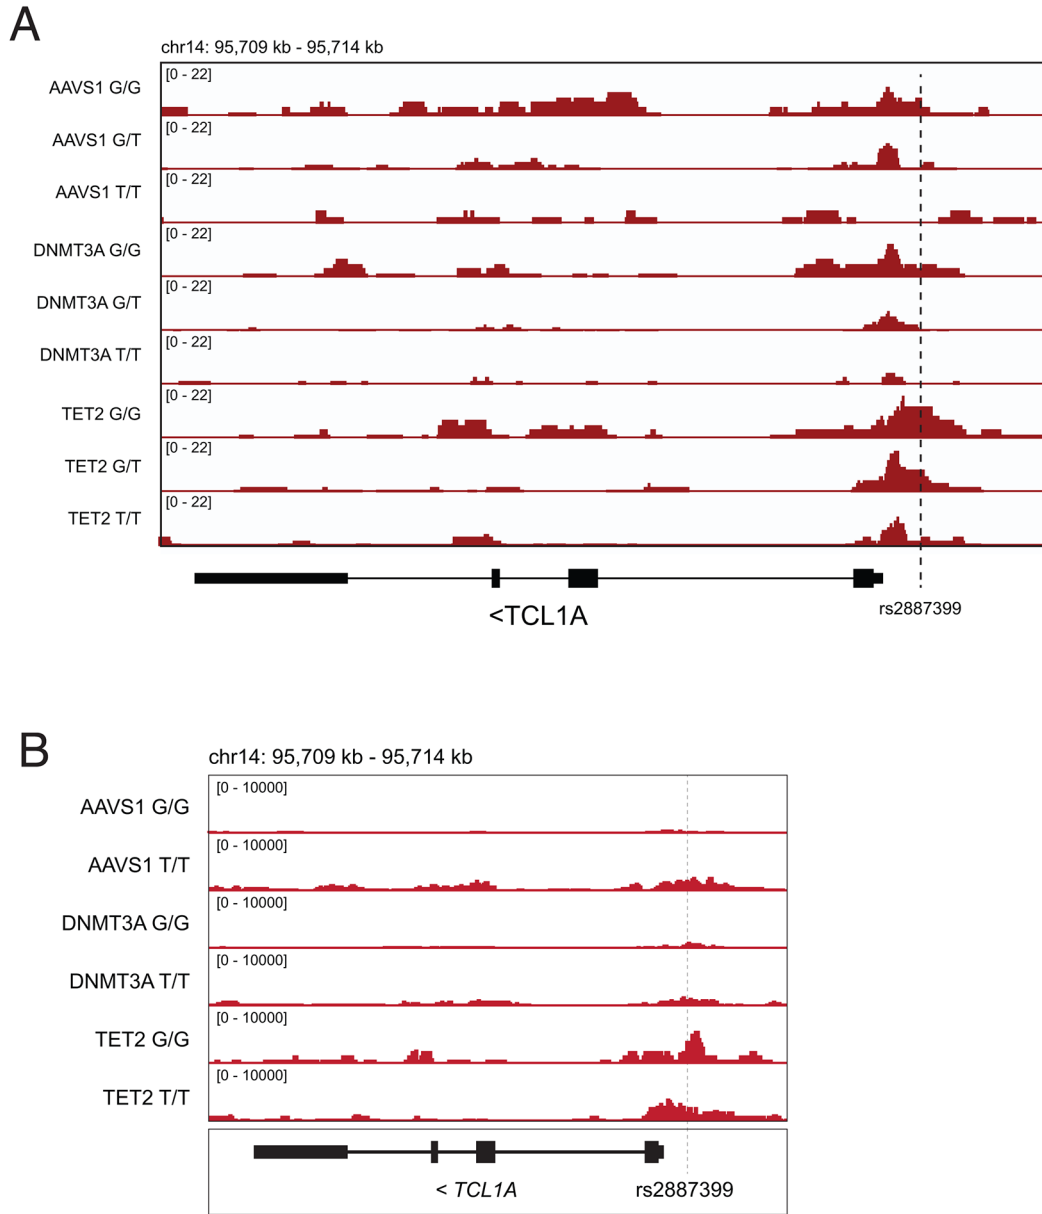 A
chr14: 95,709 kb - 95,714 kb
AAVS1 G/G
[0 - 22]
AAVS1 G/T
[0 - 22]
AAVS1 T/T
[0 - 22]
DNMT3A G/G
[0 - 22]
DNMT3A G/T
[0 - 22]
DNMT3A T/T
[0 - 22]
TET2 G/G
[0 - 22]
TET2 G/T
[0 - 22]
TET2 T/T
[0 - 22]
<TCL1A
rs2887399
B
chr14: 95,709 kb - 95,714 kb
AAVS1 G/G
[0 - 10000]
AAVS1 T/T
[0 - 10000]
DNMT3A G/G
[0 - 10000]
DNMT3A T/T
[0 - 10000]
TET2 G/G
[0 - 10000]
TET2 T/T
[0 - 10000]
< TCL1A
rs2887399